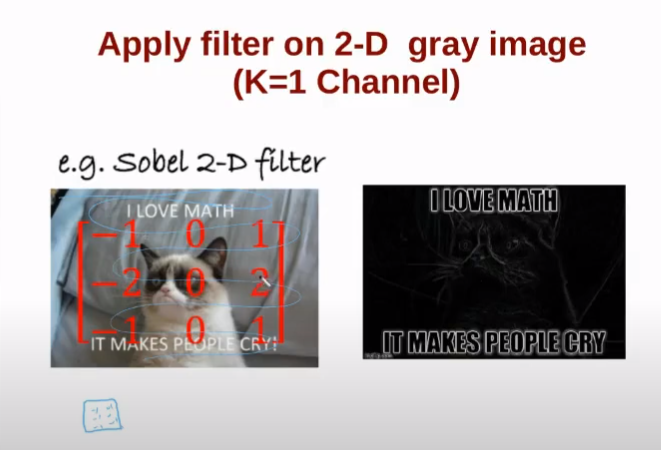 Apply filter on 2-D gray image
(K=1 Channel)
e.g. Sobel 2-D filter
I LOVE MATH
-1 0 1
-2 0 2
-1 0 1
IT MAKES PEOPLE CRY!
I LOVE MATH
IT MAKES PEOPLE CRY